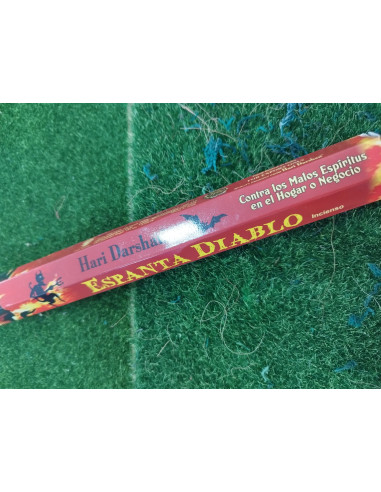 Hari Darshan
ESPANTA DIABLO
Incienso
Contra los Malos Espíritus
en el Hogar o Negocio